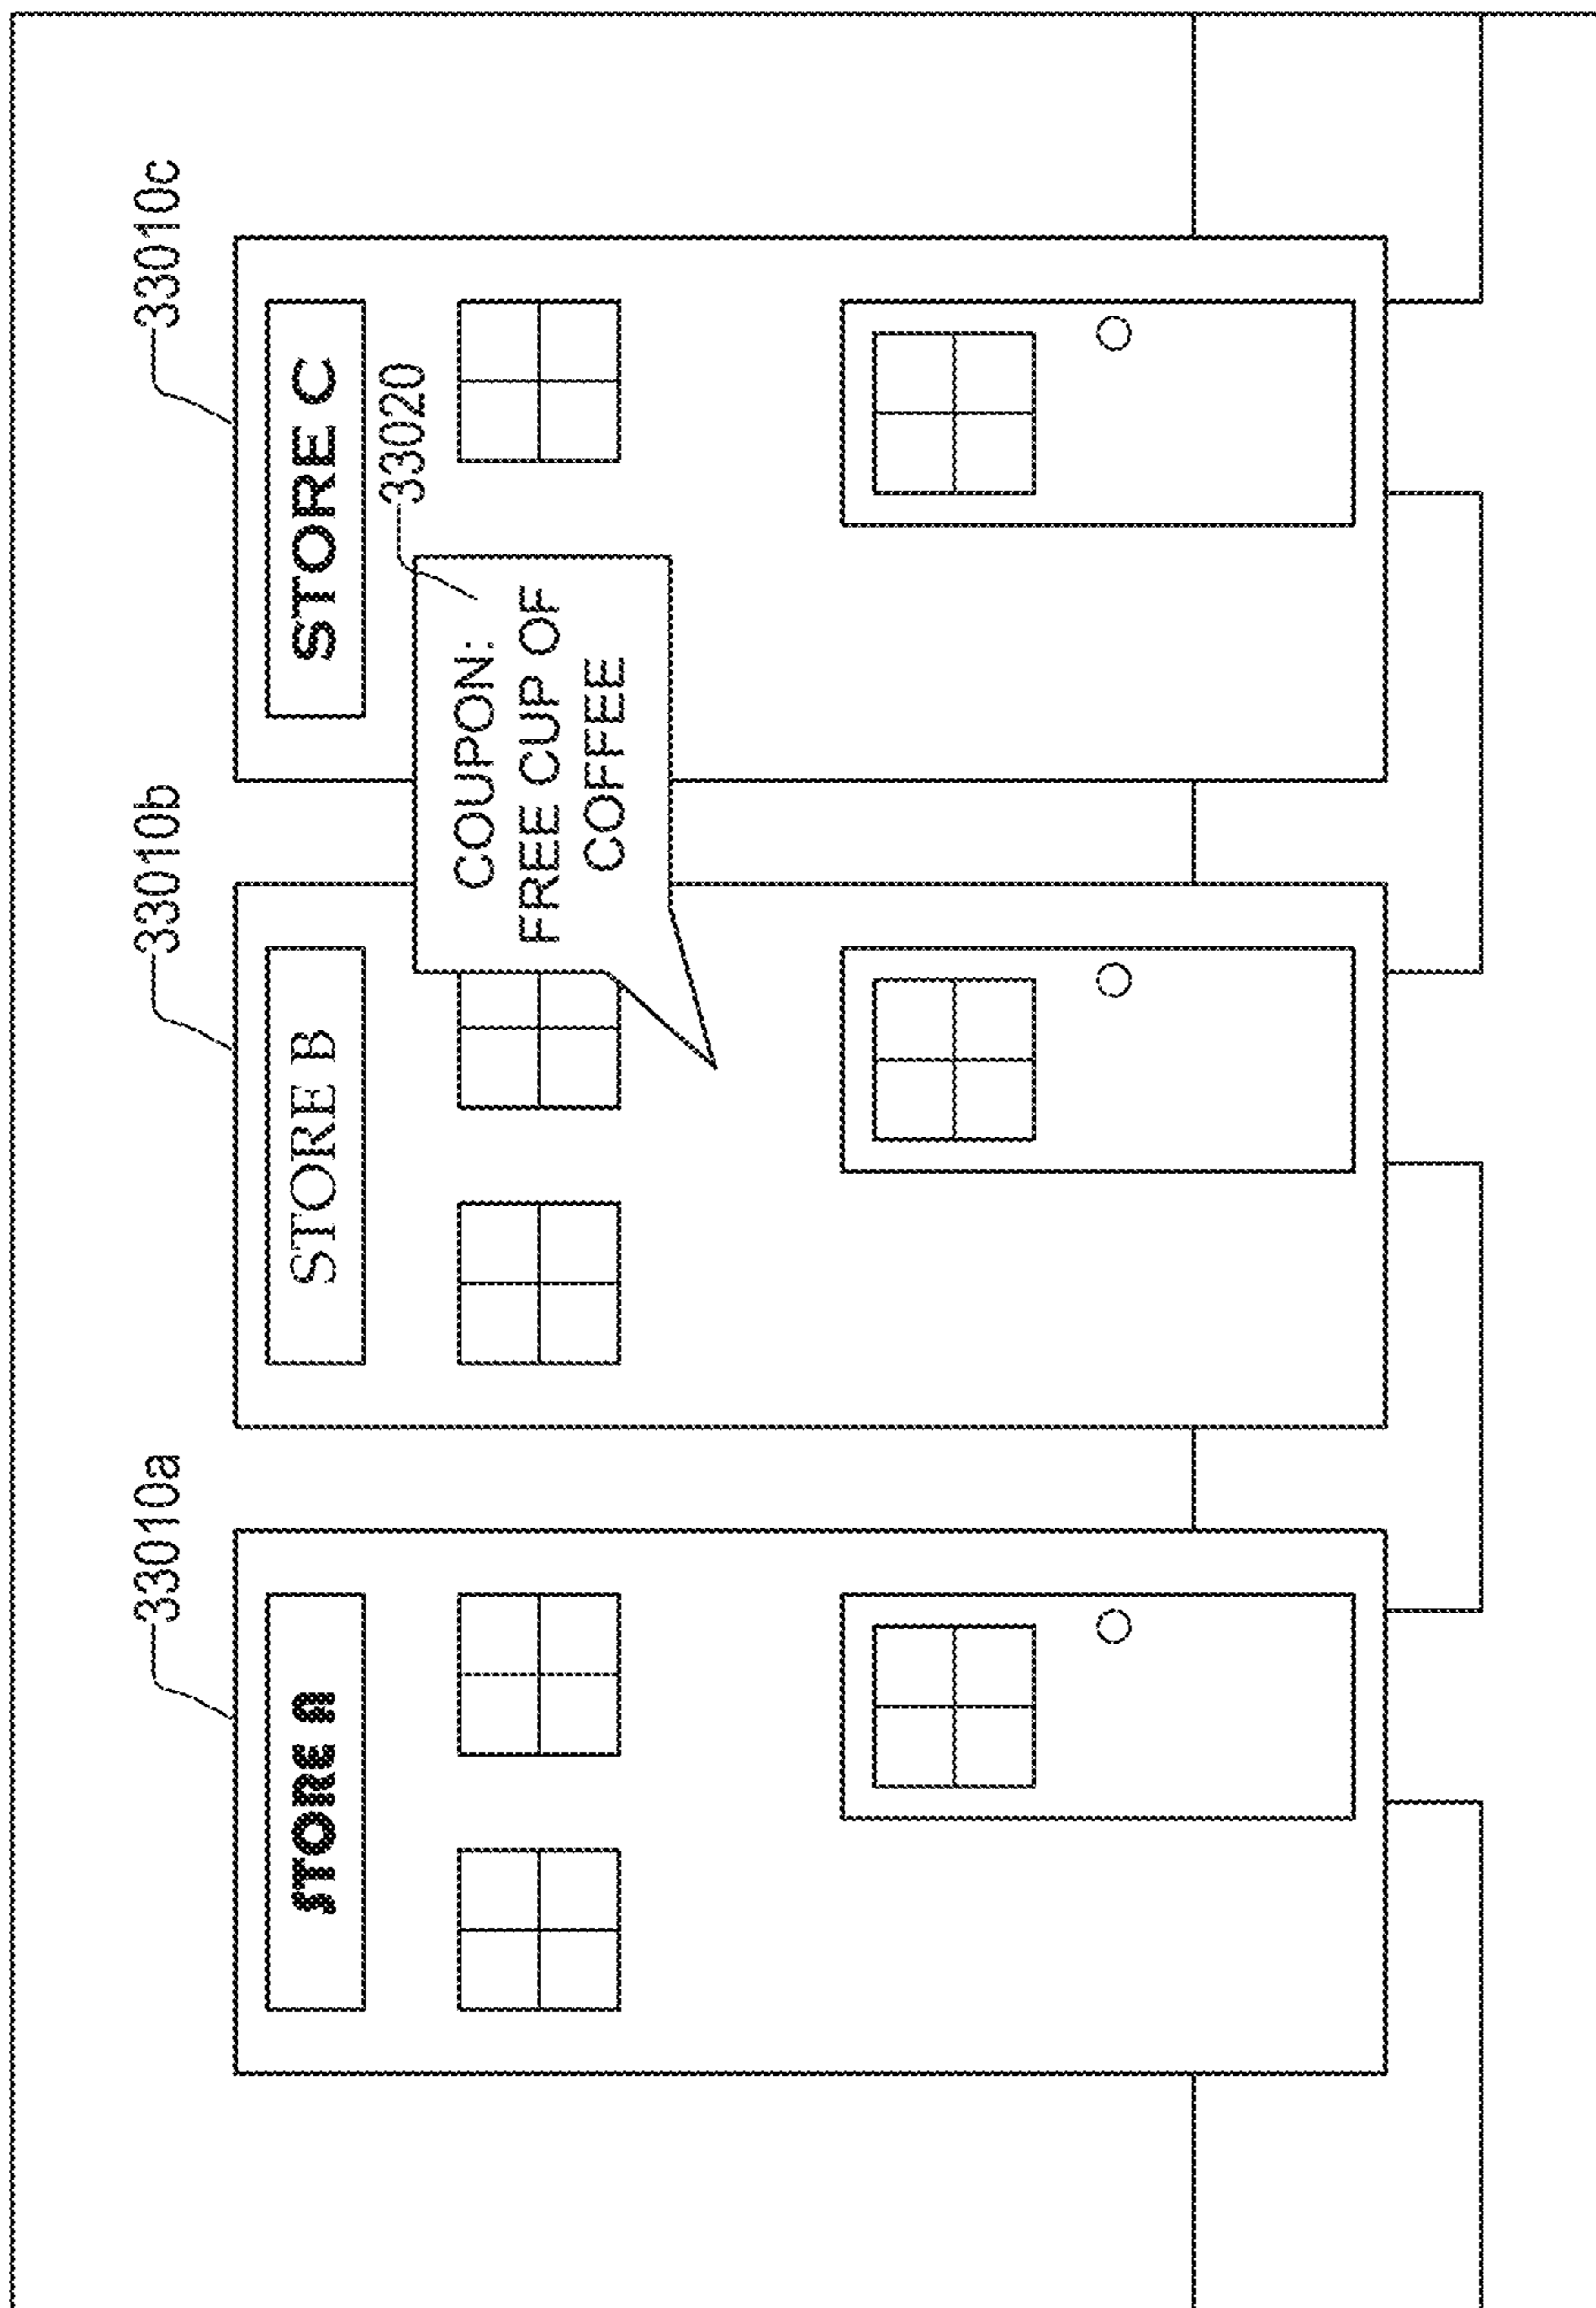 33010a
33010b
33010c
STORE A
STORE B
STORE C
33020
COUPON:
FREE CUP OF
COFFEE